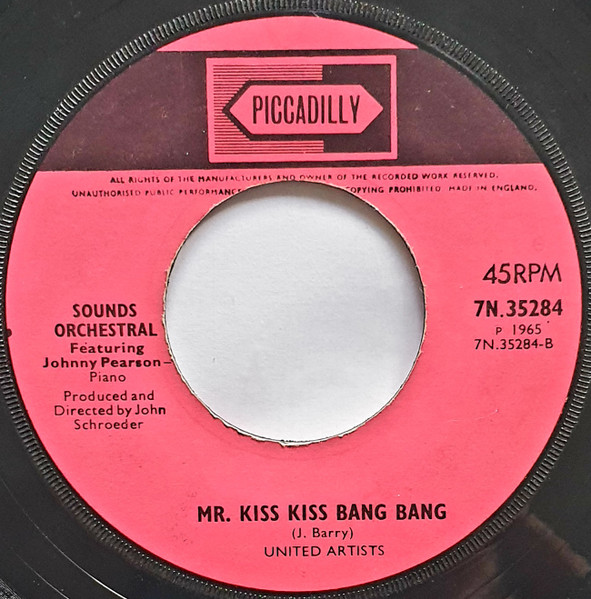 PICCADILLY
ALL RIGHTS OF THE MANUFACTURERS AND OWNER OF THE RECORDED WORK RESERVED.
UNAUTHORISED PUBLIC PERFORMANCE COPYING PROHIBITED. MADE IN ENGLAND.
45RPM
7N.35284
P 1965
7N.35284-B
SOUNDS
ORCHESTRAL
Featuring
Johnny Pearson-
Piano
Produced and
Directed by John
Schroeder
MR. KISS KISS BANG BANG
(J. Barry)
UNITED ARTISTS